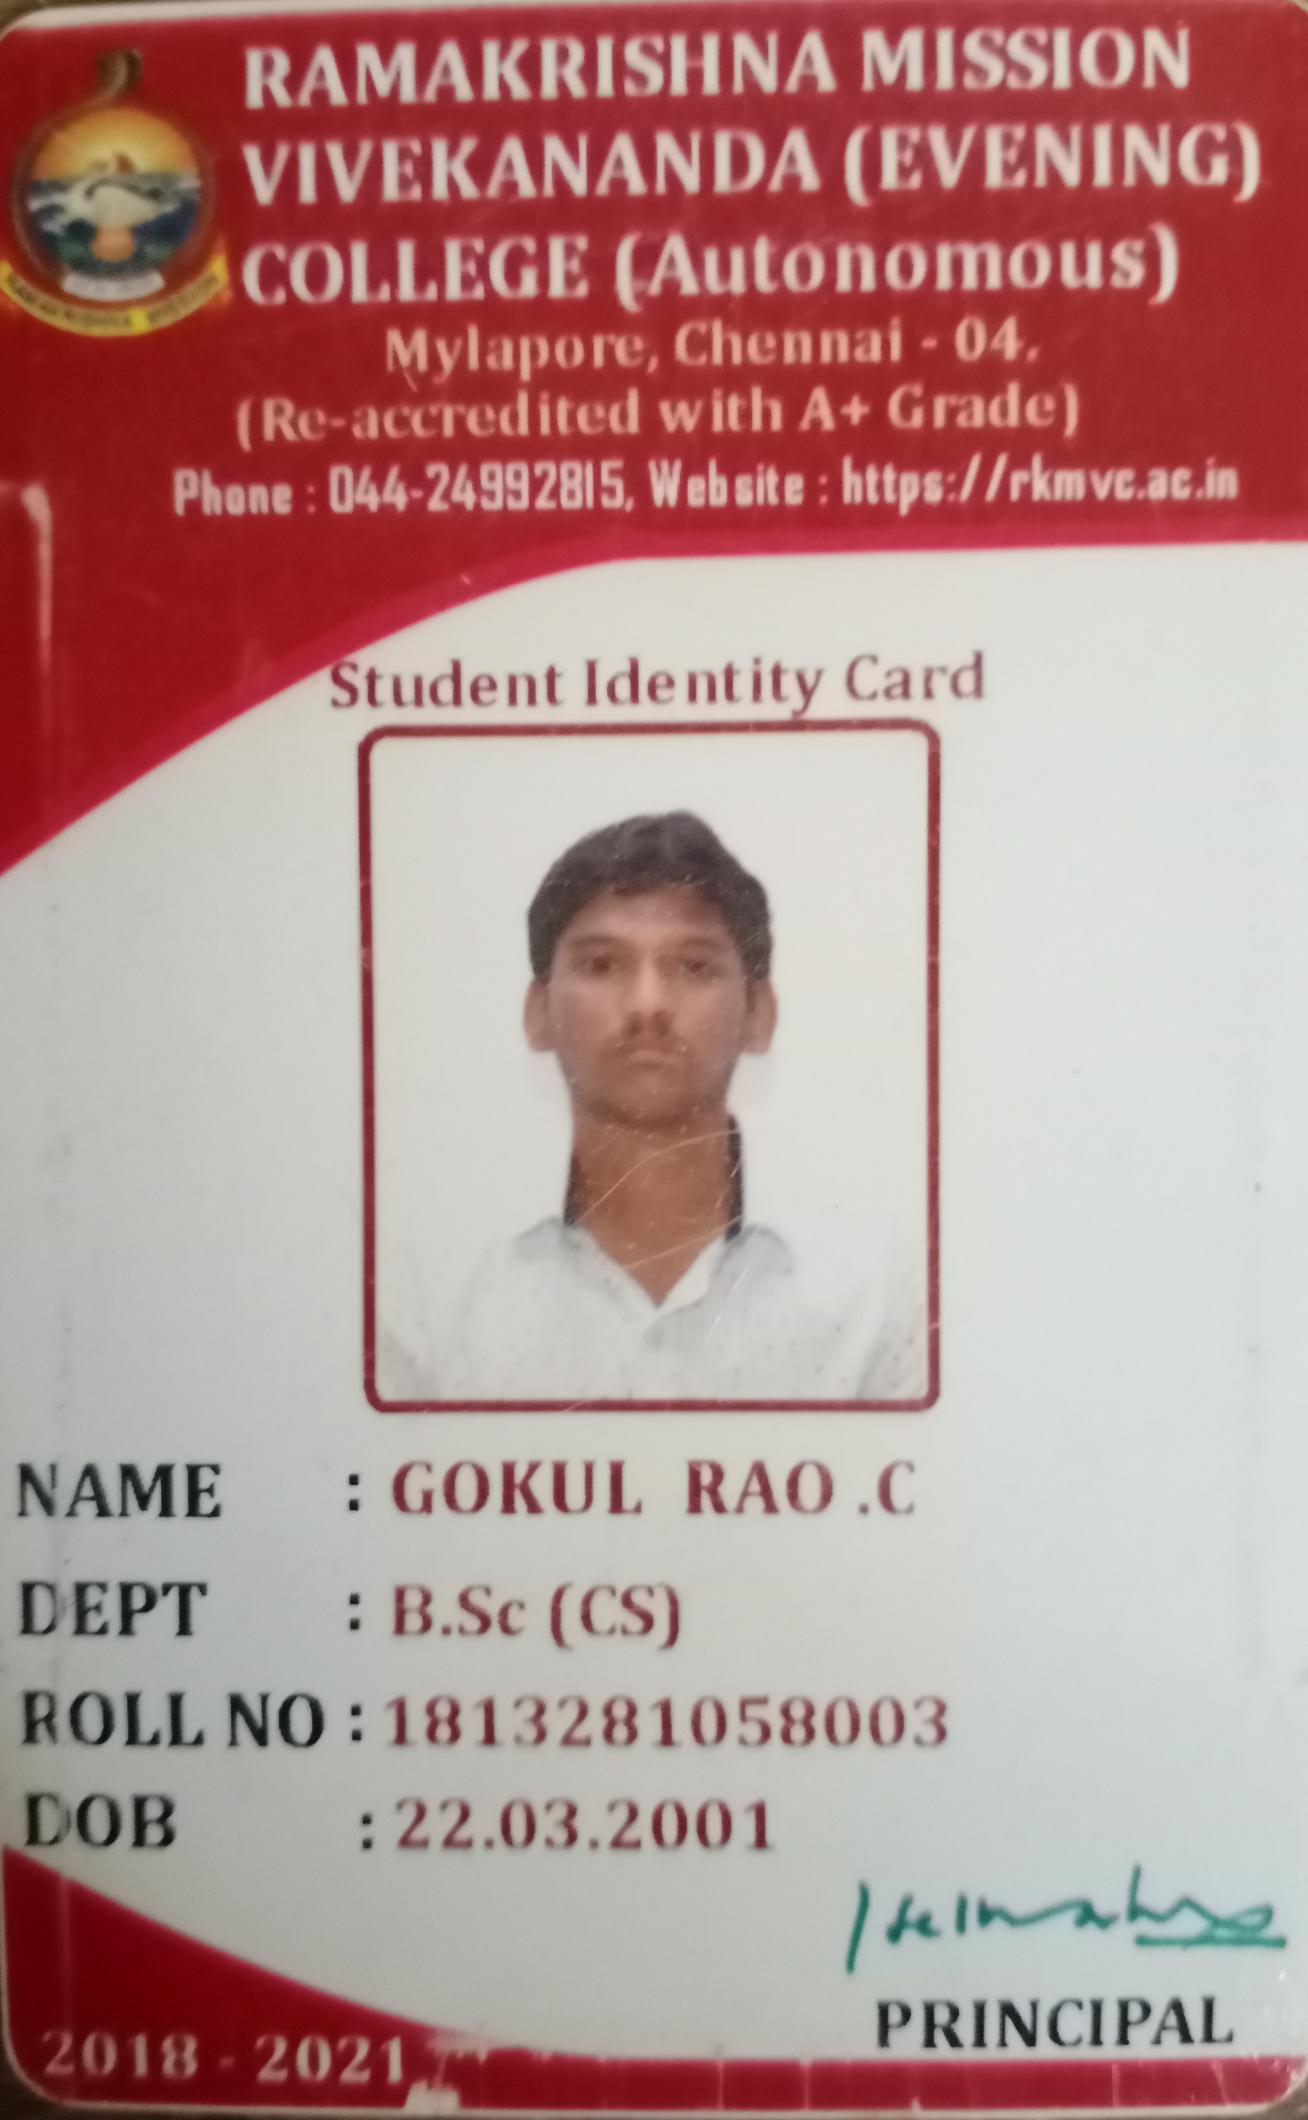 RAMAKRISHNA MISSION
VIVEKANANDA (EVENING)
COLLEGE (Autonomous)
Mylapore, Chennai - 04.
(Re-accredited with A+ Grade)
Phone : 044-24992815, Website : https://rkmvc.ac.in
Student Identity Card
NAME : GOKUL RAO .C
DEPT : B.Sc (CS)
ROLL NO : 1813281058003
DOB : 22.03.2001
PRINCIPAL
2018 - 2021